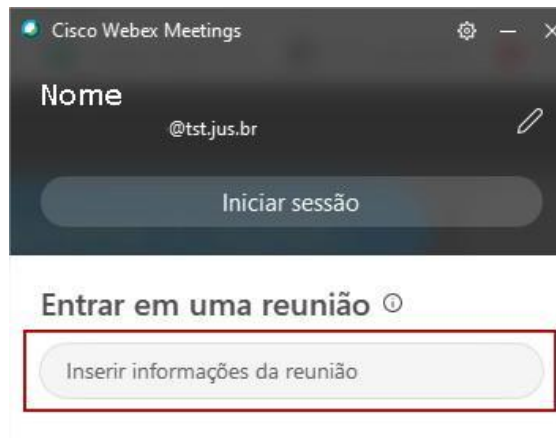 Cisco Webex Meetings
Nome
@tst.jus.br
Iniciar sessão
Entrar em uma reunião
Inserir informações da reunião